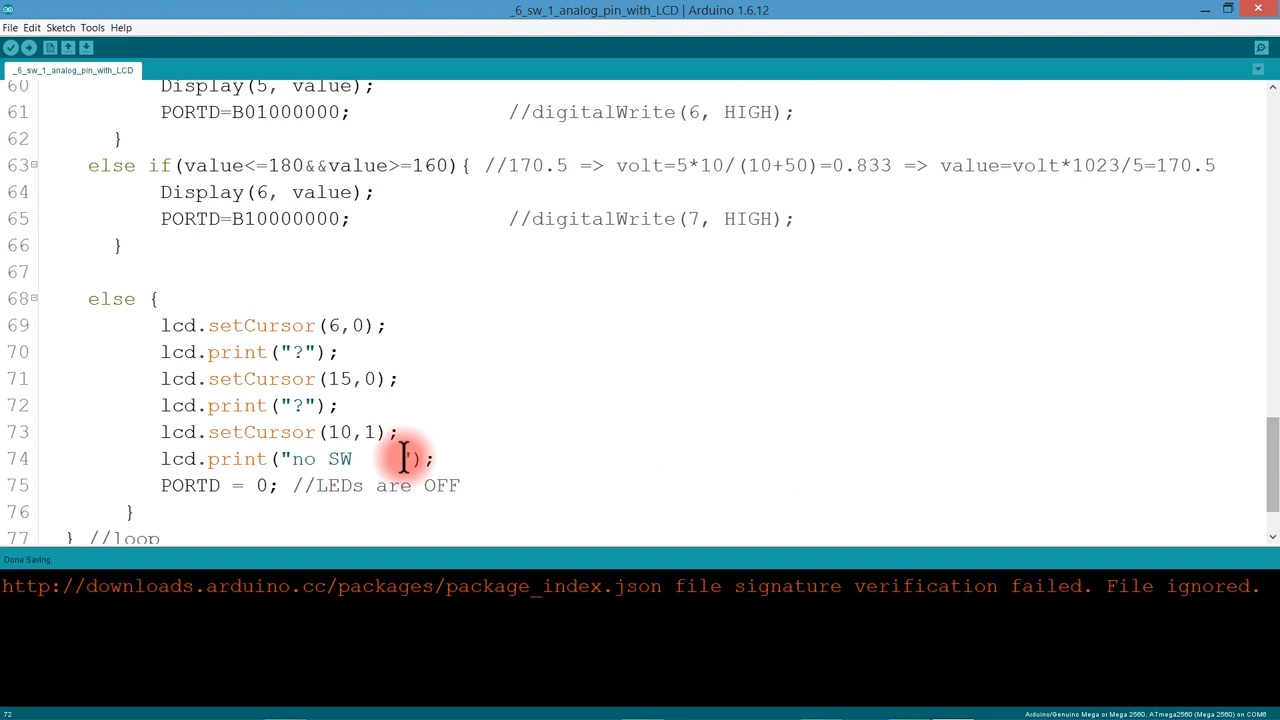 _6_sw_1_analog_pin_with_LCD | Arduino 1.6.12
File Edit Sketch Tools Help
_6_sw_1_analog_pin_with_LCD
60 Display(5, value);
61 PORTD=B01000000; //digitalWrite(6, HIGH);
62 }
63 else if(value<=180&&value>=160){ //170.5 => volt=5*10/(10+50)=0.833 => value=volt*1023/5=170.5
64 Display(6, value);
65 PORTD=B10000000; //digitalWrite(7, HIGH);
66 }
67
68 else {
69 lcd.setCursor(6,0);
70 lcd.print("?");
71 lcd.setCursor(15,0);
72 lcd.print("?");
73 lcd.setCursor(10,1);
74 lcd.print("no SW    ");
75 PORTD = 0; //LEDs are OFF
76 }
77 } //loop
Done Saving.
http://downloads.arduino.cc/packages/package_index.json file signature verification failed. File ignored.
72 Arduino/Genuino Mega or Mega 2560, ATmega2560 (Mega 2560) on COM6